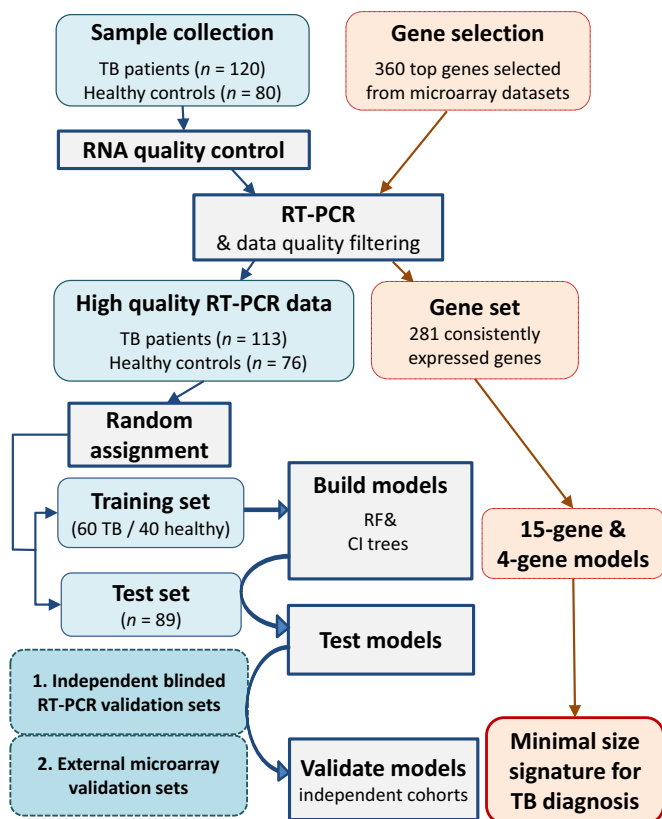 Sample collection
TB patients (n = 120)
Healthy controls (n = 80)
Gene selection
360 top genes selected
from microarray datasets
RNA quality control
RT-PCR
& data quality filtering
High quality RT-PCR data
TB patients (n = 113)
Healthy controls (n = 76)
Gene set
281 consistently
expressed genes
Random
assignment
Training set
(60 TB / 40 healthy)
Build models
RF&
CI trees
15-gene &
4-gene models
Test set
(n = 89)
Test models
1. Independent blinded
RT-PCR validation sets
2. External microarray
validation sets
Validate models
independent cohorts
Minimal size
signature for
TB diagnosis